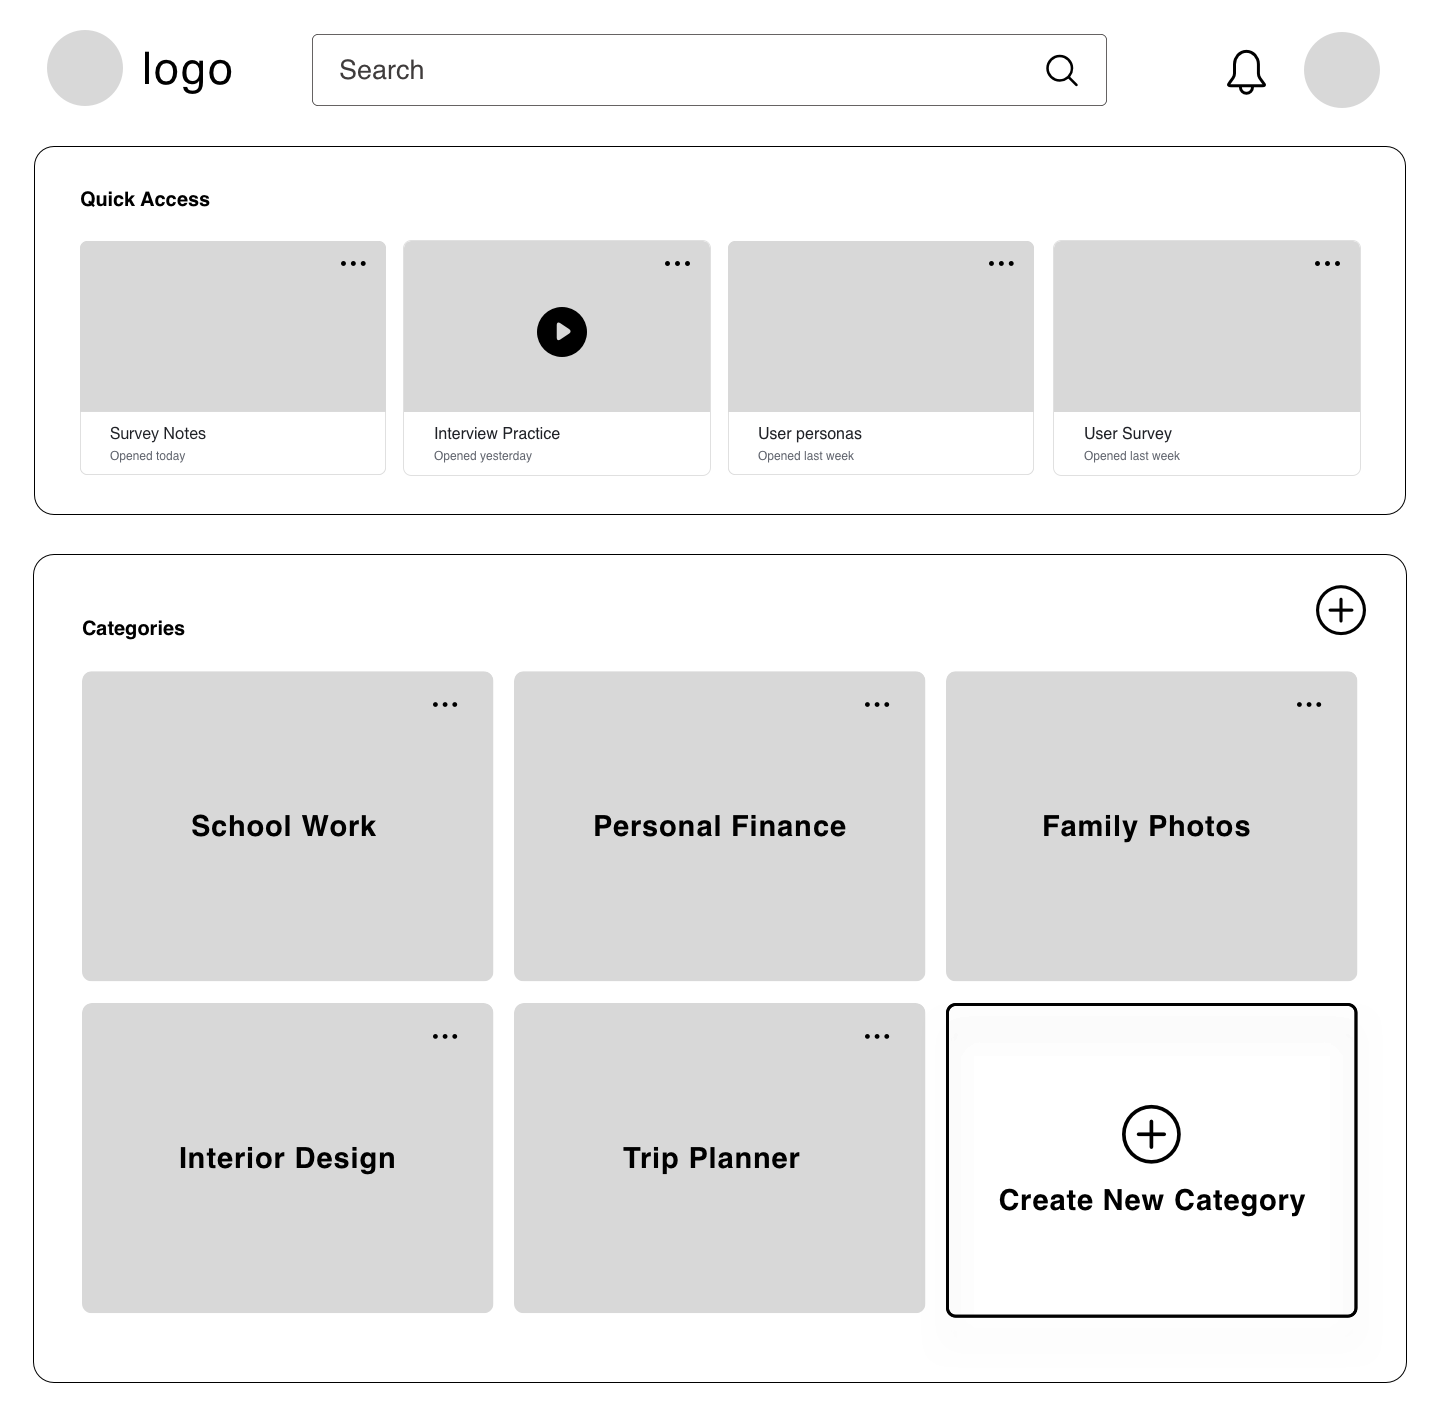 logo
Search
Quick Access
Survey Notes
Opened today
Interview Practice
Opened yesterday
User personas
Opened last week
User Survey
Opened last week
Categories
School Work
Personal Finance
Family Photos
Interior Design
Trip Planner
Create New Category